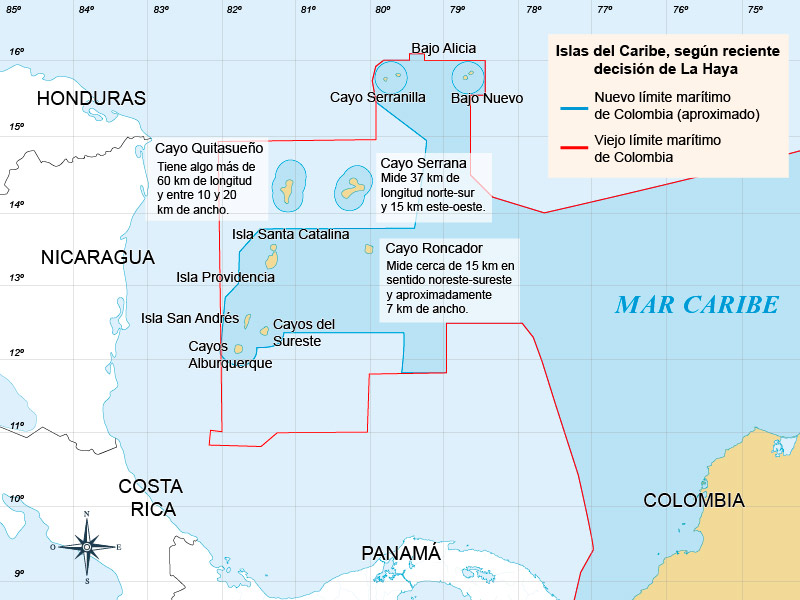 85º 84º 83º 82º 81º 80º 79º 78º 77º 76º 75º
16º
15º
14º
13º
12º
11º
10º
9º
Islas del Caribe, según reciente
decisión de La Haya
Nuevo límite marítimo
de Colombia (aproximado)
Viejo límite marítimo
de Colombia
Bajo Alicia
HONDURAS
Cayo Serranilla
Bajo Nuevo
Cayo Quitasueño
Tiene algo más de
60 km de longitud
y entre 10 y 20
km de ancho.
Cayo Serrana
Mide 37 km de
longitud norte-sur
y 15 km este-oeste.
Isla Santa Catalina
NICARAGUA
Isla Providencia
Cayo Roncador
Mide cerca de 15 km en
sentido noreste-sureste
y aproximadamente
7 km de ancho.
MAR CARIBE
Isla San Andrés
Cayos del
Sureste
Cayos
Alburquerque
COSTA
RICA
COLOMBIA
PANAMÁ
N
O
E
S